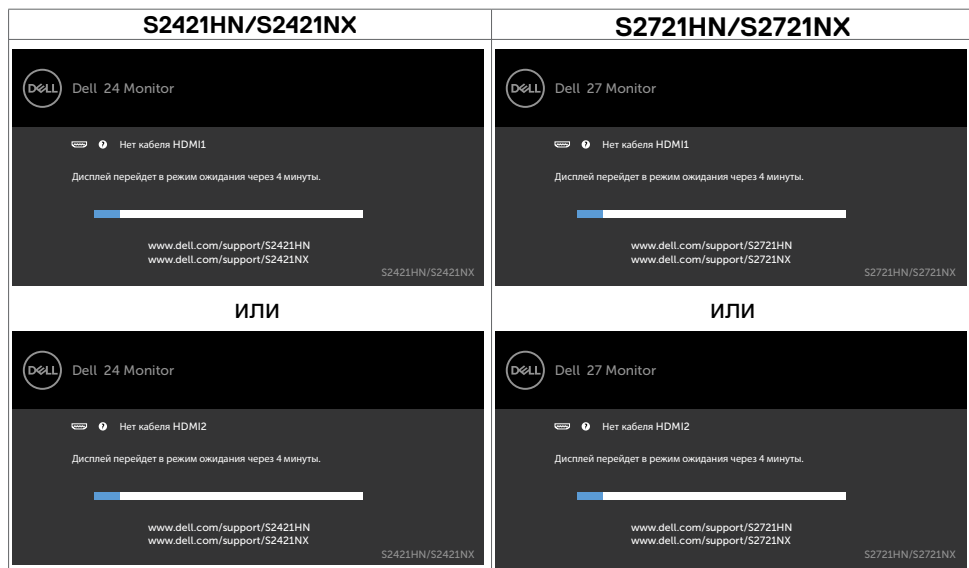 S2421HN/S2421NX
S2721HN/S2721NX
DELL
Dell 24 Monitor
Нет кабеля HDMI1
Дисплей перейдет в режим ожидания через 4 минуты.
www.dell.com/support/S2421HN
www.dell.com/support/S2421NX
S2421HN/S2421NX
DELL
Dell 27 Monitor
Нет кабеля HDMI1
Дисплей перейдет в режим ожидания через 4 минуты.
www.dell.com/support/S2721HN
www.dell.com/support/S2721NX
S2721HN/S2721NX
или
или
DELL
Dell 24 Monitor
Нет кабеля HDMI2
Дисплей перейдет в режим ожидания через 4 минуты.
www.dell.com/support/S2421HN
www.dell.com/support/S2421NX
S2421HN/S2421NX
DELL
Dell 27 Monitor
Нет кабеля HDMI2
Дисплей перейдет в режим ожидания через 4 минуты.
www.dell.com/support/S2721HN
www.dell.com/support/S2721NX
S2721HN/S2721NX